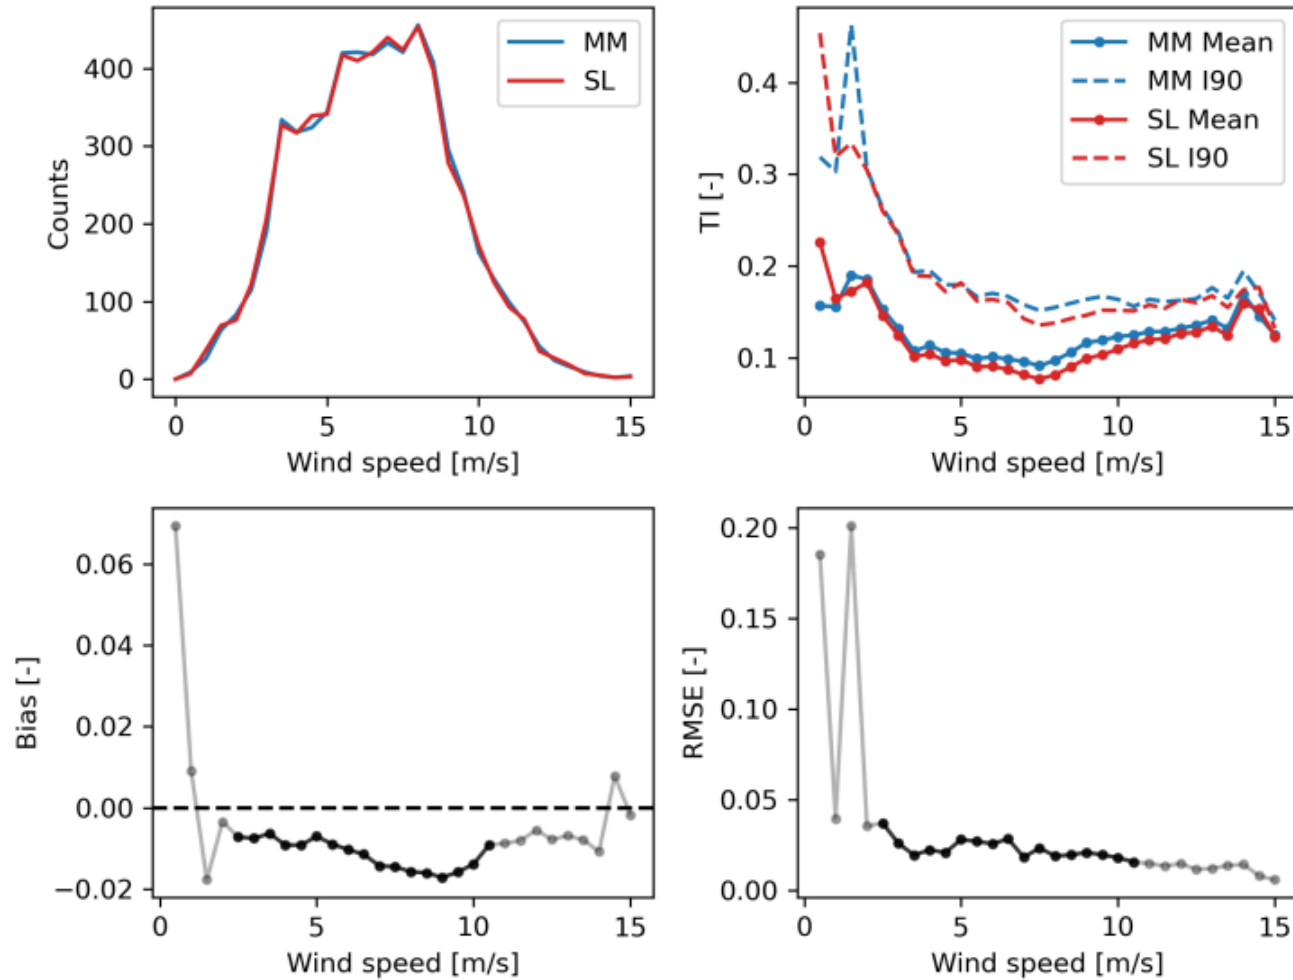 MM
SL
Counts
400
300
200
100
0
0 5 10 15
Wind speed [m/s]
MM Mean
MM I90
SL Mean
SL I90
TI [-]
0.4
0.3
0.2
0.1
5 10 15
Wind speed [m/s]
Bias [-]
0.06
0.04
0.02
0.00
−0.02
0 5 10 15
Wind speed [m/s]
RMSE [-]
0.20
0.15
0.10
0.05
0.00
5 10 15
Wind speed [m/s]